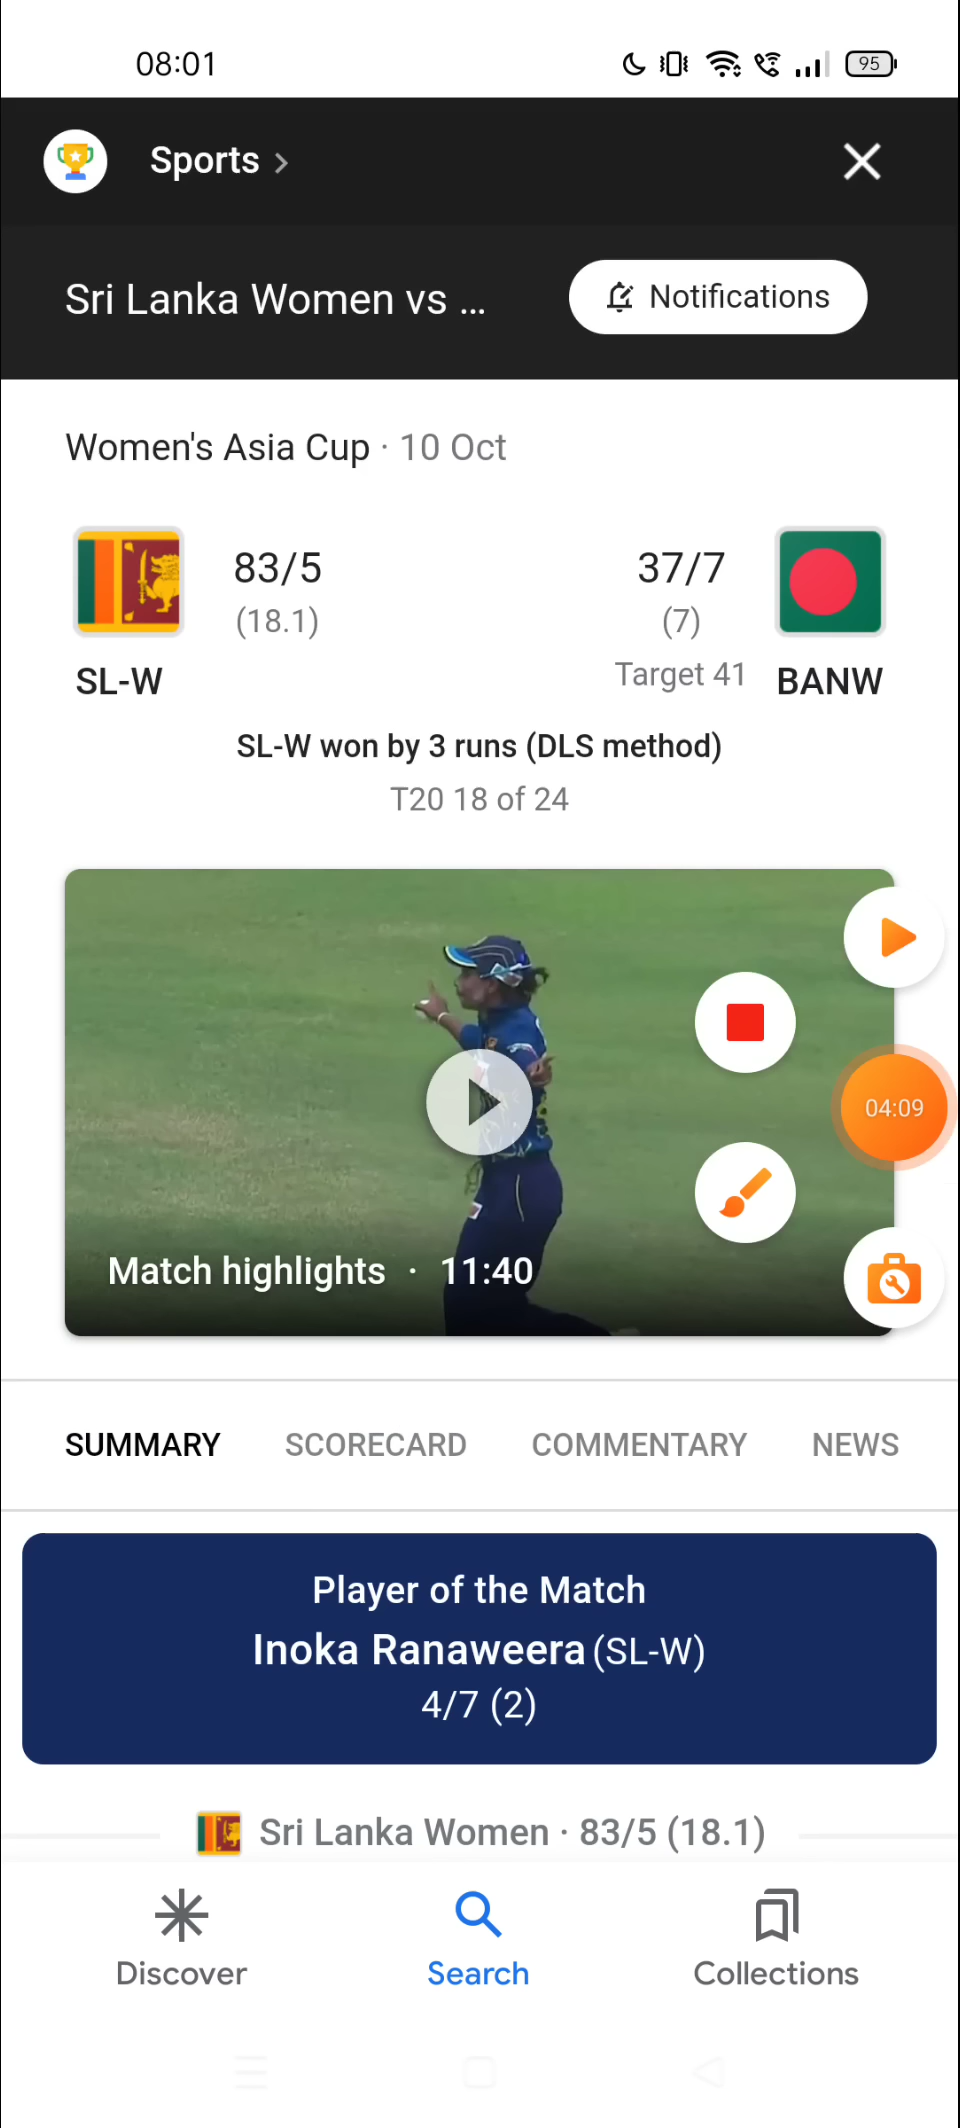 08:01
95
Sports
Sri Lanka Women vs ...
Notifications
Women's Asia Cup · 10 Oct
83/5
37/7
(18.1)
(7)
Target 41
SL-W
BANW
SL-W won by 3 runs (DLS method)
T20 18 of 24
04:09
Match highlights · 11:40
SUMMARY SCORECARD COMMENTARY NEWS
Player of the Match
Inoka Ranaweera (SL-W)
4/7 (2)
Sri Lanka Women · 83/5 (18.1)
Discover Search Collections